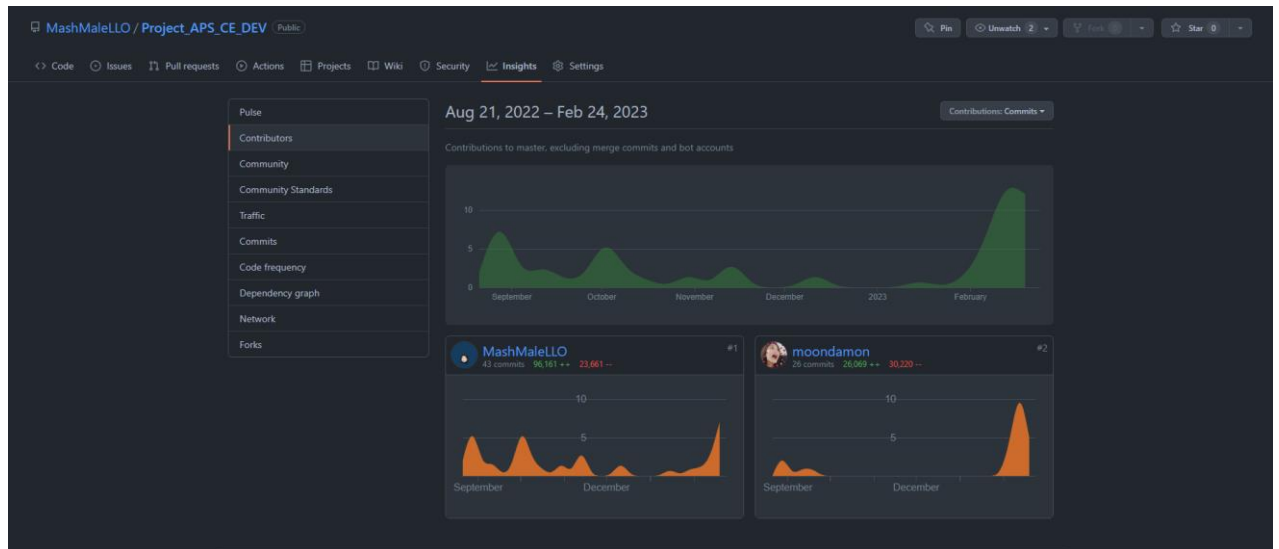 MashMaleLLO / Project_APS_CE_DEV Public
Pin Unwatch 2 Fork Star 0
Code Issues Pull requests Actions Projects Wiki Security Insights Settings
Pulse
Contributors
Community
Community Standards
Traffic
Commits
Code frequency
Dependency graph
Network
Forks
Aug 21, 2022 – Feb 24, 2023
Contributions: Commits
Contributions to master, excluding merge commits and bot accounts
10
5
0
September October November December 2023 February
MashMaleLLO #1
43 commits 96,161 ++ 23,661 --
10
5
September December
moondamon #2
26 commits 26,069 ++ 30,220 --
10
5
September December